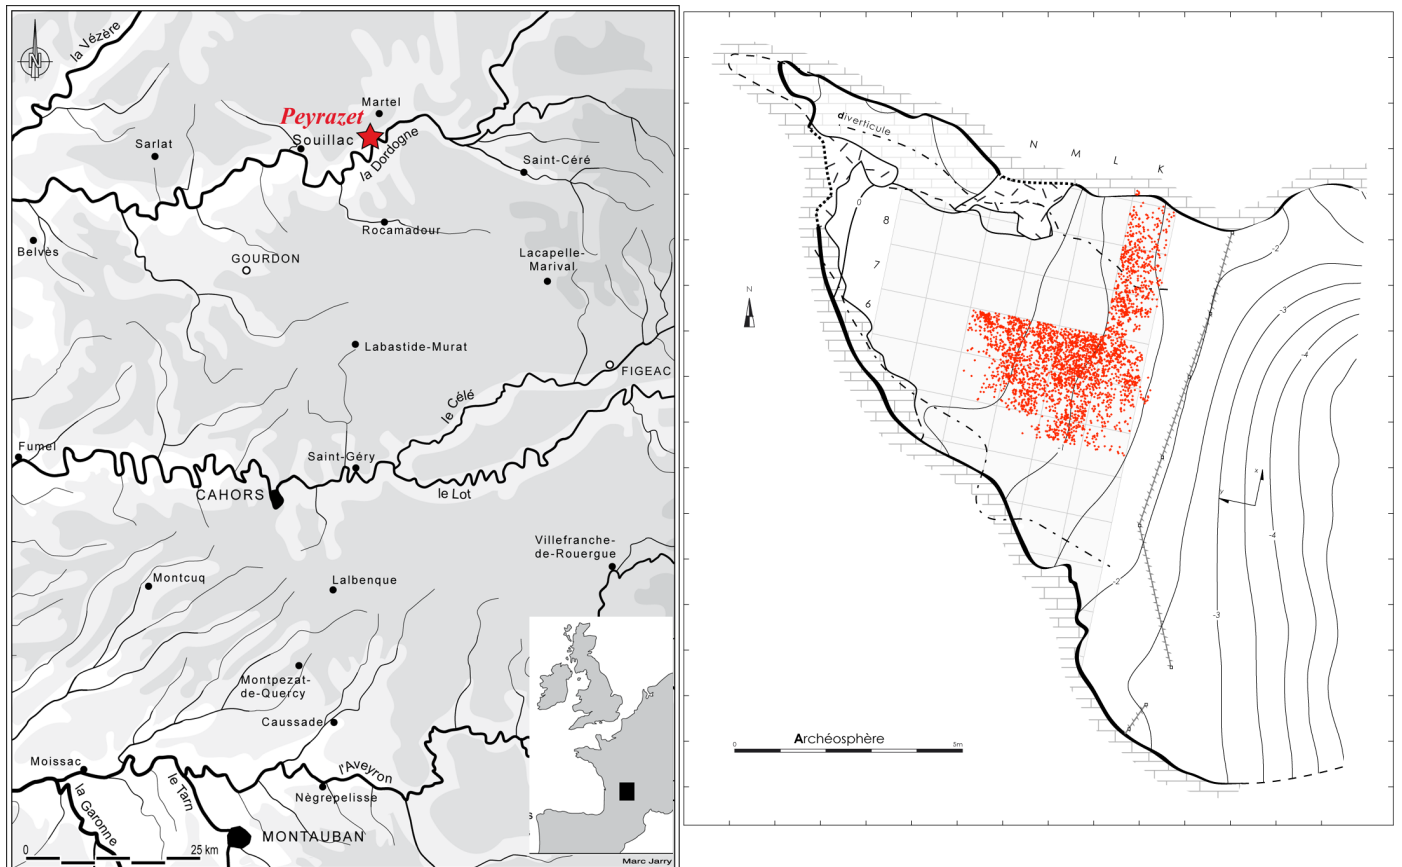 la Vézère
N
Martel
Peyrazet
Souillac
la Dordogne
Sarlat
Saint-Céré
Rocamadour
Belvès
GOURDON
Lacapelle-
Marival
Labastide-Murat
FIGEAC
le Célé
Fumel
Saint-Géry
CAHORS
le Lot
Villefranche-
de-Rouergue
Montcuq
Lalbenque
Montpezat-
de-Quercy
Caussade
Moissac
l'Aveyron
la Garonne
le Tarn
Nègrepelisse
MONTAUBAN
0
25 km
Marc Jarry
diverticule
N M L K
0
8
7
6
N
-2
-3
-4
-1
x
y
-4
-2
-3
Archéosphère
0
5m